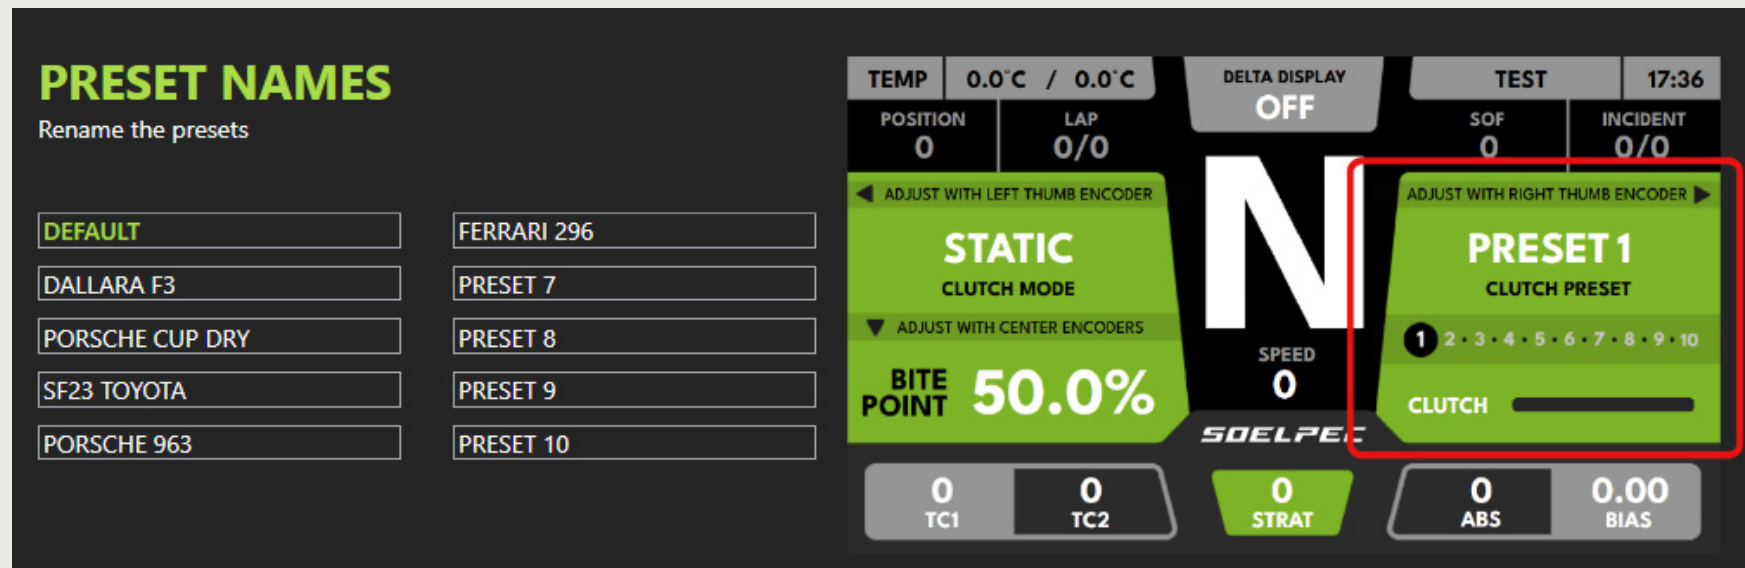 PRESET NAMES
Rename the presets
DEFAULT
DALLARA F3
PORSCHE CUP DRY
SF23 TOYOTA
PORSCHE 963
FERRARI 296
PRESET 7
PRESET 8
PRESET 9
PRESET 10
TEMP 0.0°C / 0.0°C
POSITION
0
LAP
0/0
DELTA DISPLAY
OFF
TEST 17:36
SOF
0
INCIDENT
0/0
ADJUST WITH LEFT THUMB ENCODER
STATIC
CLUTCH MODE
ADJUST WITH CENTER ENCODERS
BITE
POINT
50.0%
N
SPEED
0
SOELPEC
ADJUST WITH RIGHT THUMB ENCODER
PRESET 1
CLUTCH PRESET
1 2 · 3 · 4 · 5 · 6 · 7 · 8 · 9 · 10
CLUTCH
0
TC1
0
TC2
0
STRAT
0
ABS
0.00
BIAS